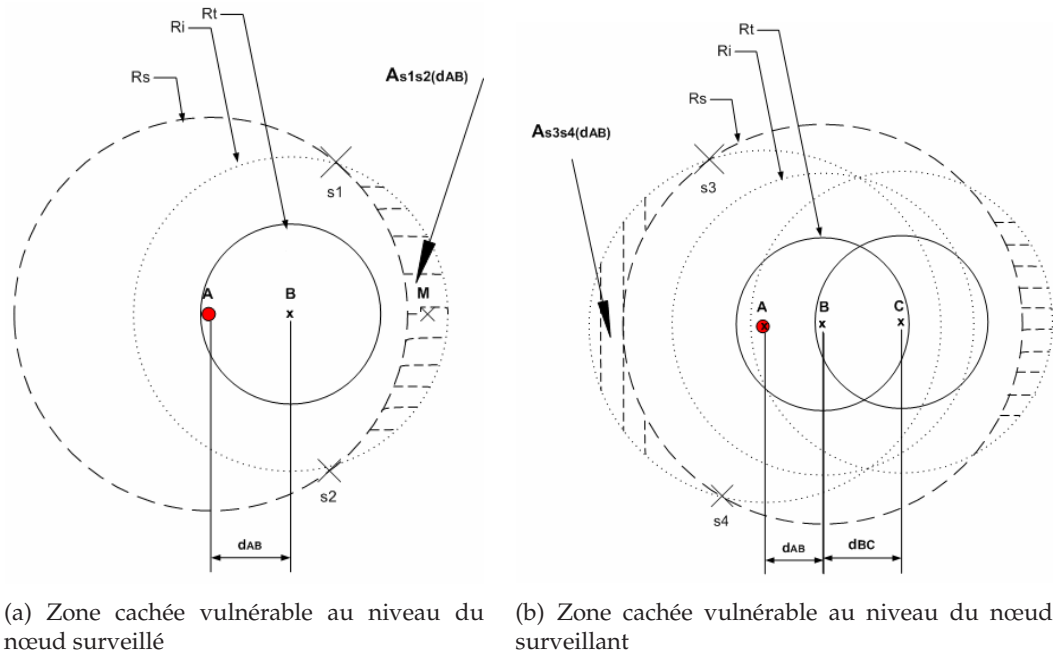 Rt
Ri
Rs
As1s2(dAB)
s1
M
A
B
s2
dAB
(a) Zone cachée vulnérable au niveau du
nœud surveillé
Rt
Ri
Rs
As3s4(dAB)
s3
A
B
C
s4
dAB
dBC
(b) Zone cachée vulnérable au niveau du nœud
surveillant